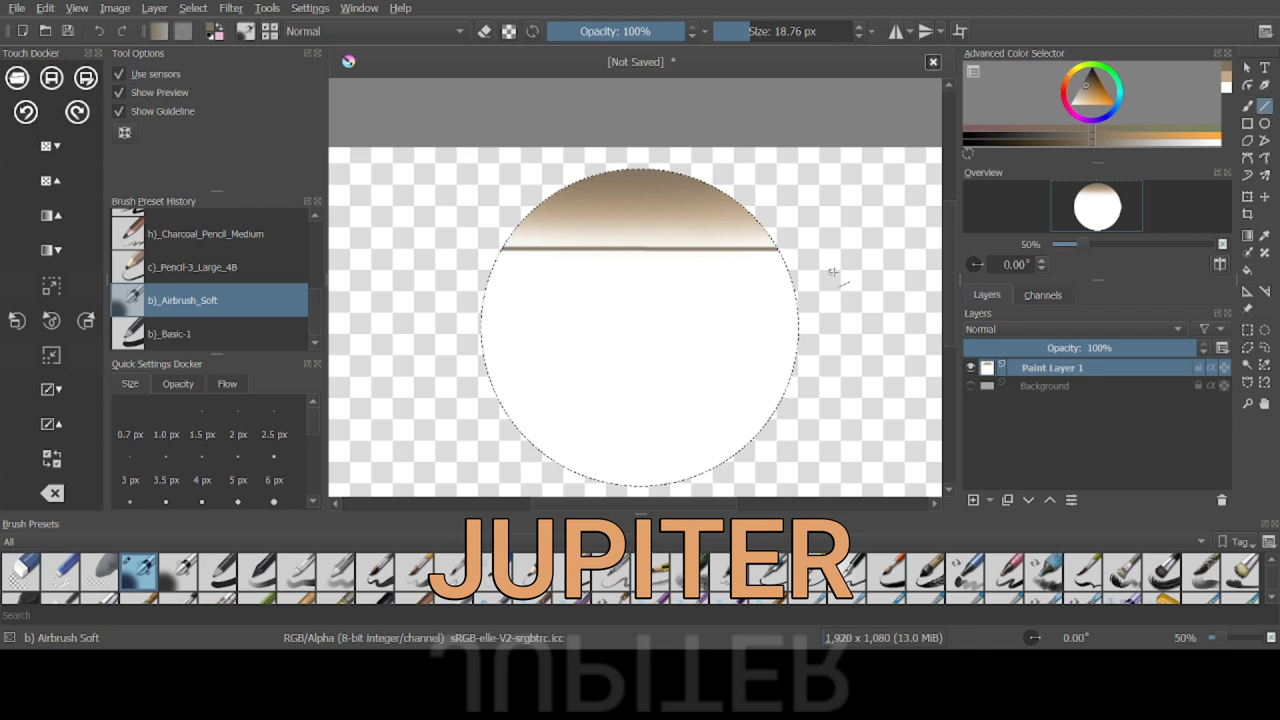 File Edit View Image Layer Select Filter Tools Settings Window Help
Normal
Opacity: 100%
Size: 18.76 px
Touch Docker
Tool Options
Use sensors
Show Preview
Show Guideline
Brush Preset History
h)_Charcoal_Pencil_Medium
c)_Pencil-3_Large_4B
b)_Airbrush_Soft
b)_Basic-1
Quick Settings Docker
Size Opacity Flow
0.7 px 1.0 px 1.5 px 2 px 2.5 px
3 px 3.5 px 4 px 5 px 6 px
[Not Saved] *
Advanced Color Selector
Overview
50%
0.00°
Layers Channels
Layers
Normal
Opacity: 100%
Paint Layer 1
Background
Brush Presets
All
Tag
JUPITER
Search
b) Airbrush Soft
RGB/Alpha (8-bit integer/channel) sRGB-elle-V2-srgbtrc.icc
1,920 x 1,080 (13.0 MiB)
0.00°
50%
JUPITER